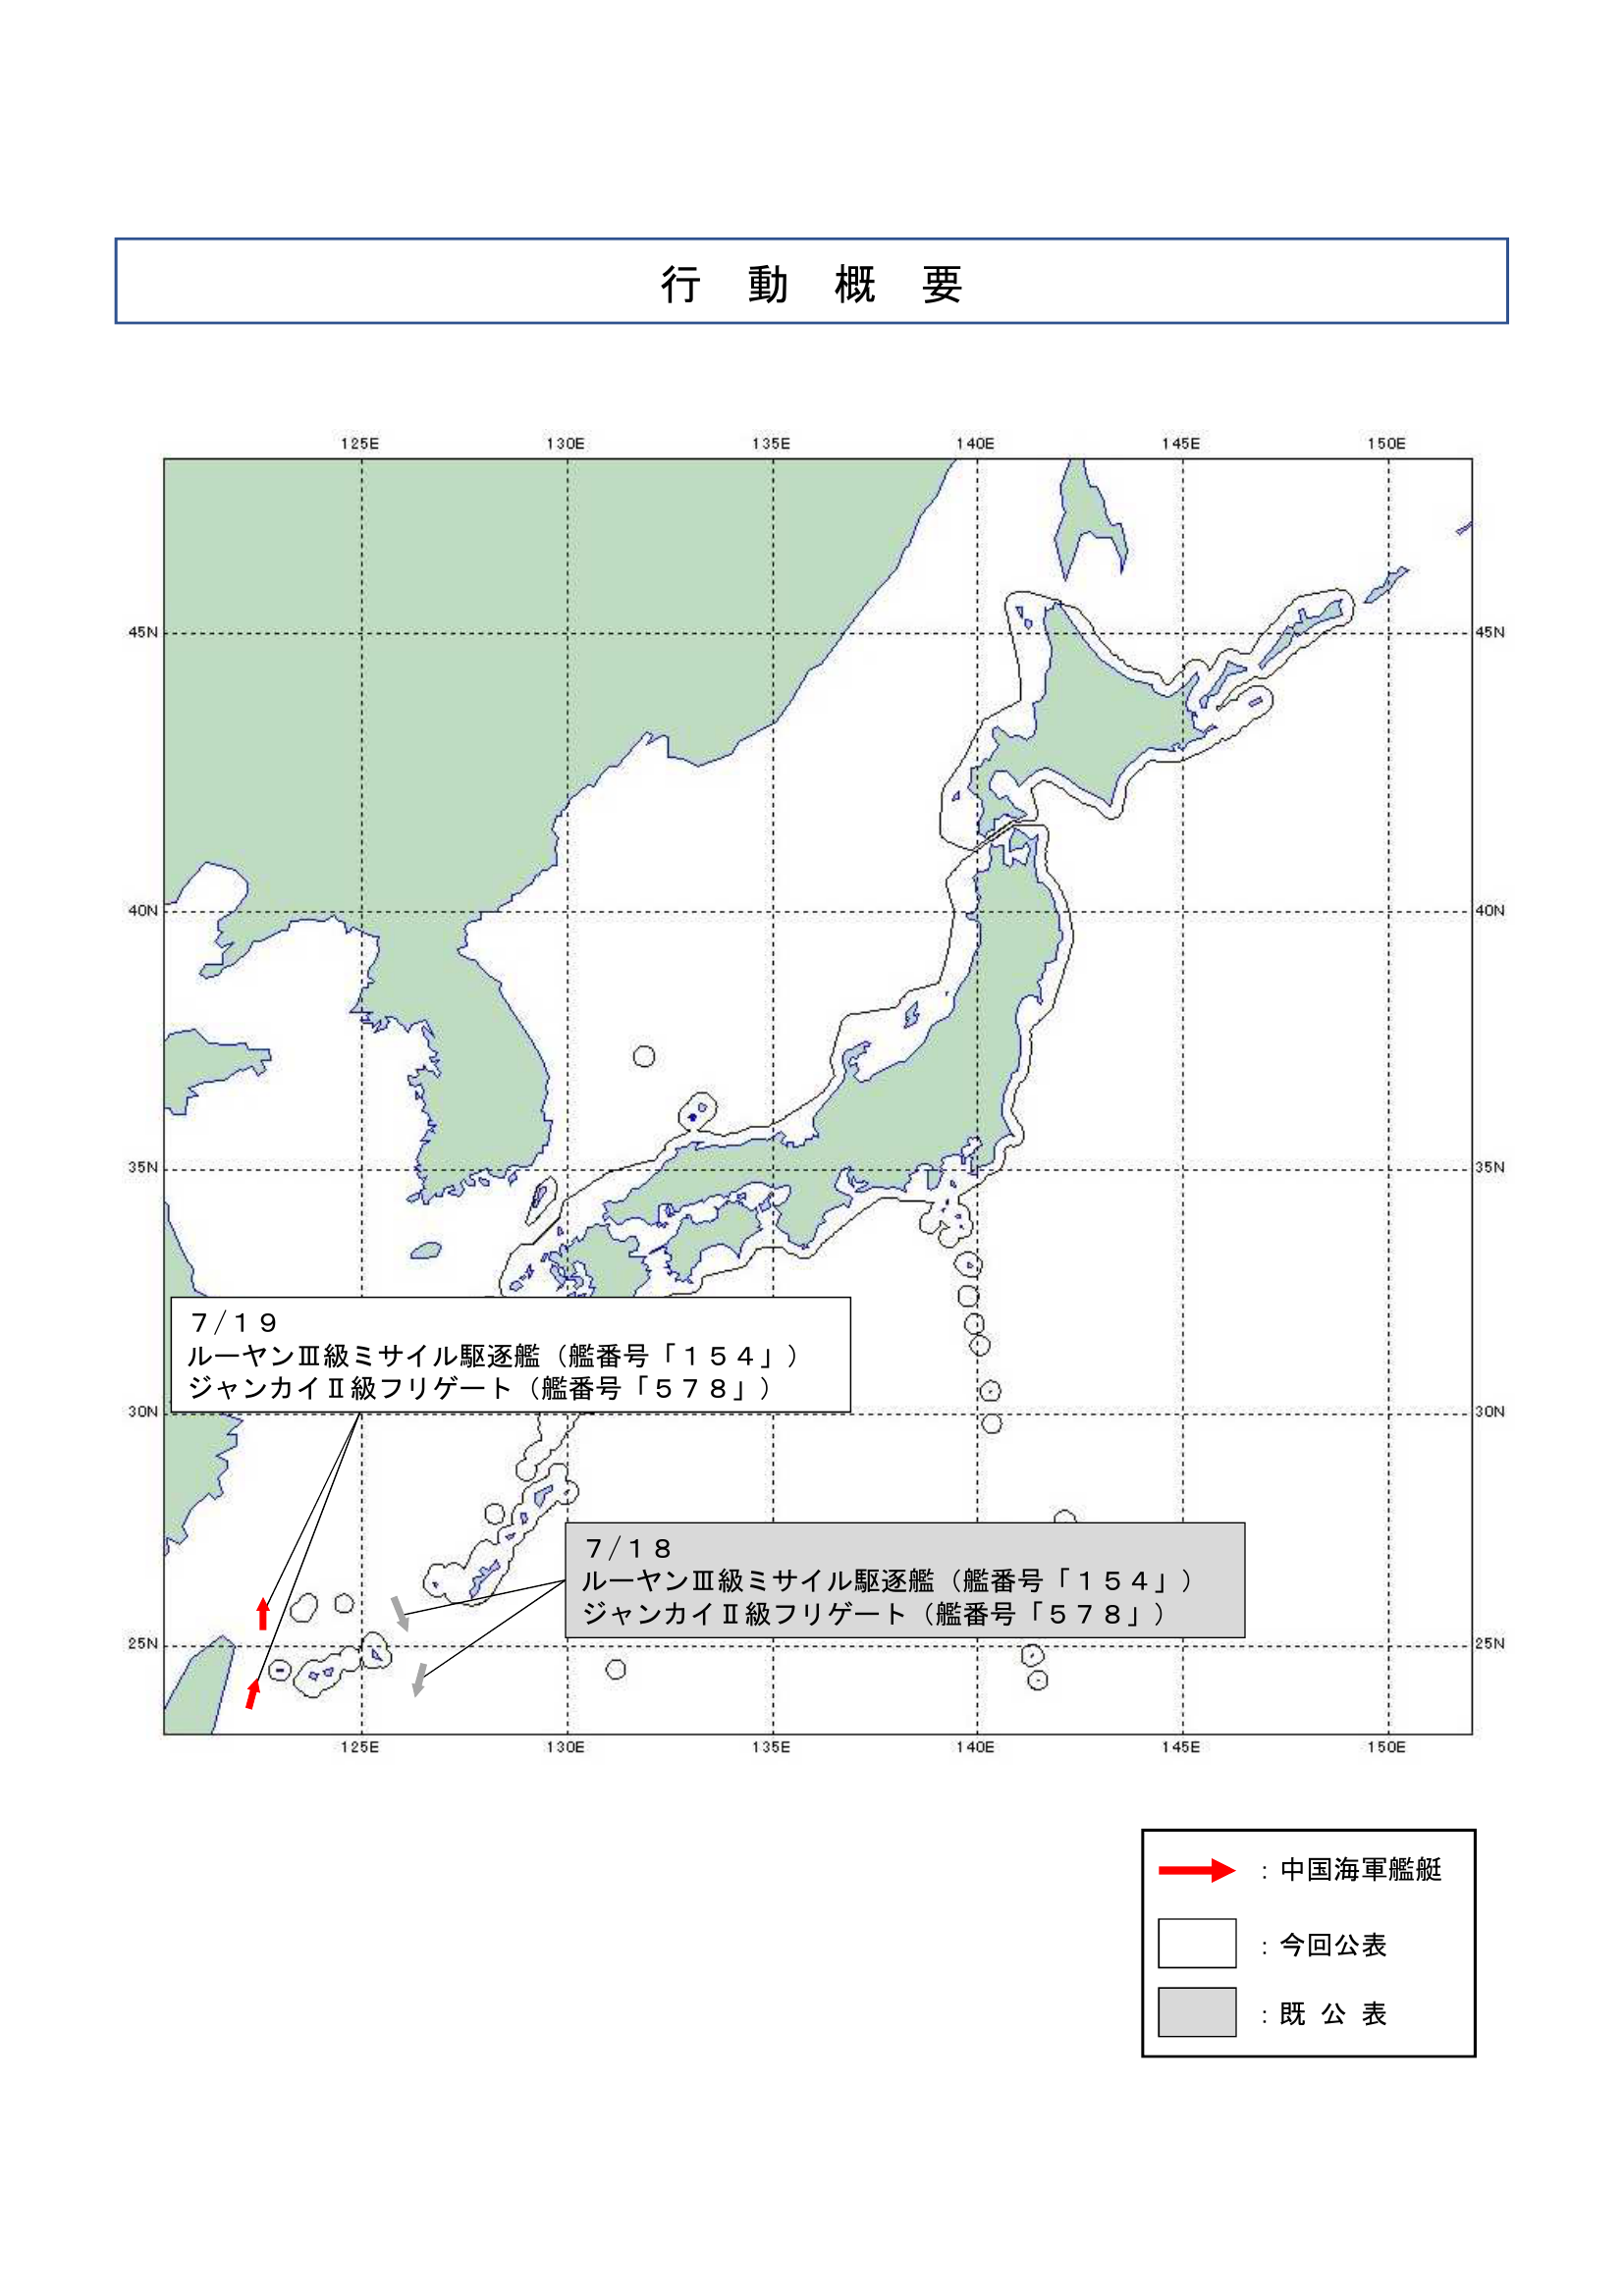 行 動 概 要
125E 130E 135E 140E 145E 150E
45N 45N
40N 40N
35N 35N
7/19
ルーヤンⅢ級ミサイル駆逐艦（艦番号「154」）
ジャンカイⅡ級フリゲート（艦番号「578」）
30N 30N
7/18
ルーヤンⅢ級ミサイル駆逐艦（艦番号「154」）
ジャンカイⅡ級フリゲート（艦番号「578」）
25N 25N
125E 130E 135E 140E 145E 150E
：中国海軍艦艇
：今回公表
：既 公 表